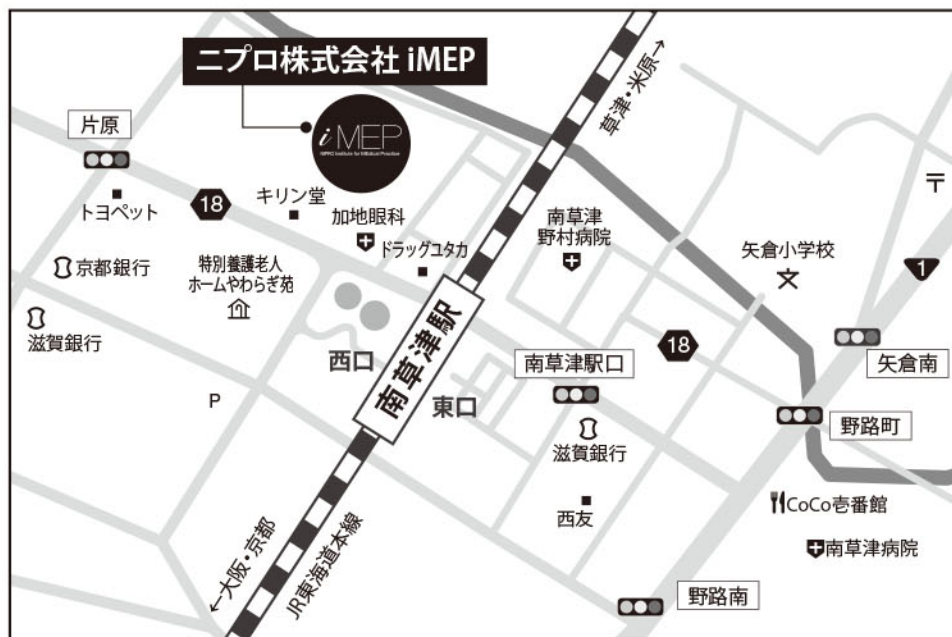 ニプロ株式会社 iMEP
草津・米原→
片原
iMEP
NIPRO Institute for Medical Practice
18
キリン堂
トヨペット
加地眼科
南草津
野村病院
〒
ドラッグユタカ
矢倉小学校
文
京都銀行
特別養護老人
ホームやわらぎ苑
1
滋賀銀行
南草津駅
西口
東口
南草津駅口
18
矢倉南
P
野路町
滋賀銀行
CoCo壱番館
西友
南草津病院
←大阪・京都
JR東海道本線
野路南